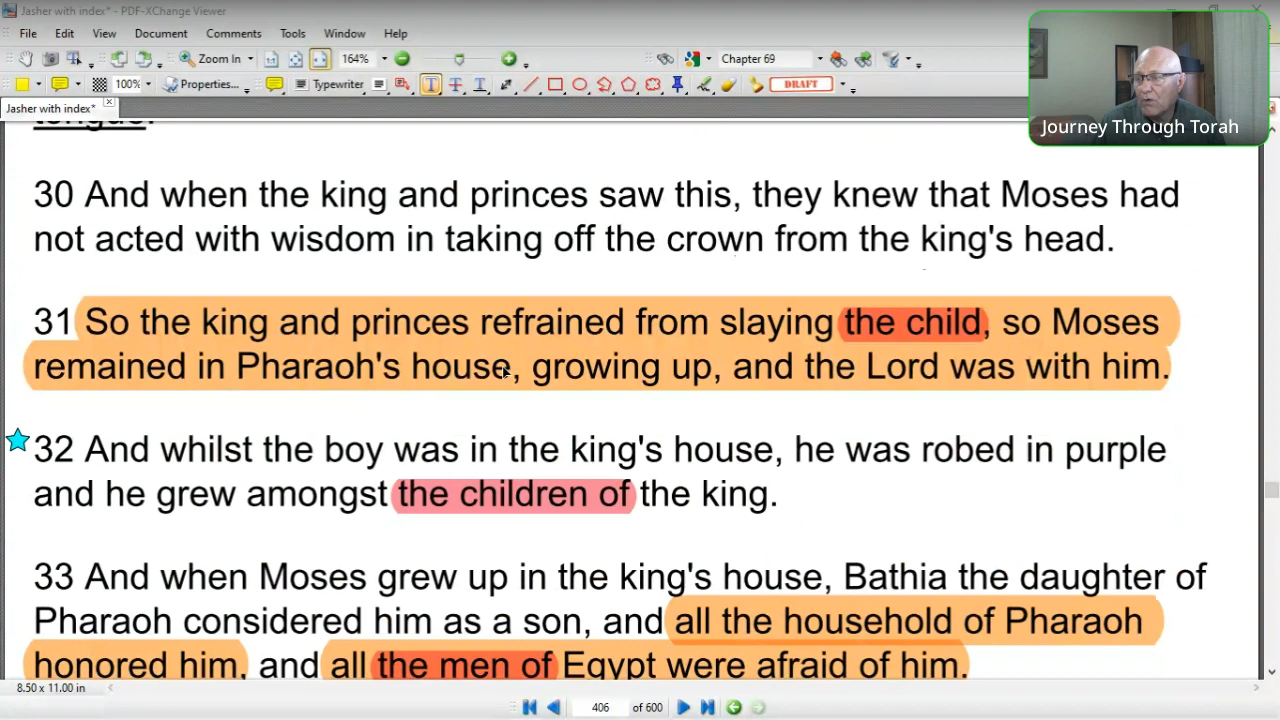 Jasher with index* - PDF-XChange Viewer
File Edit View Document Comments Tools Window Help
Zoom In 164% Chapter 69
100% Properties... Typewriter DRAFT
Jasher with index*
Journey Through Torah
tongue.
30 And when the king and princes saw this, they knew that Moses had
not acted with wisdom in taking off the crown from the king's head.
31 So the king and princes refrained from slaying the child, so Moses
remained in Pharaoh's house, growing up, and the Lord was with him.
32 And whilst the boy was in the king's house, he was robed in purple
and he grew amongst the children of the king.
33 And when Moses grew up in the king's house, Bathia the daughter of
Pharaoh considered him as a son, and all the household of Pharaoh
honored him, and all the men of Egypt were afraid of him.
8.50 x 11.00 in
406 of 600